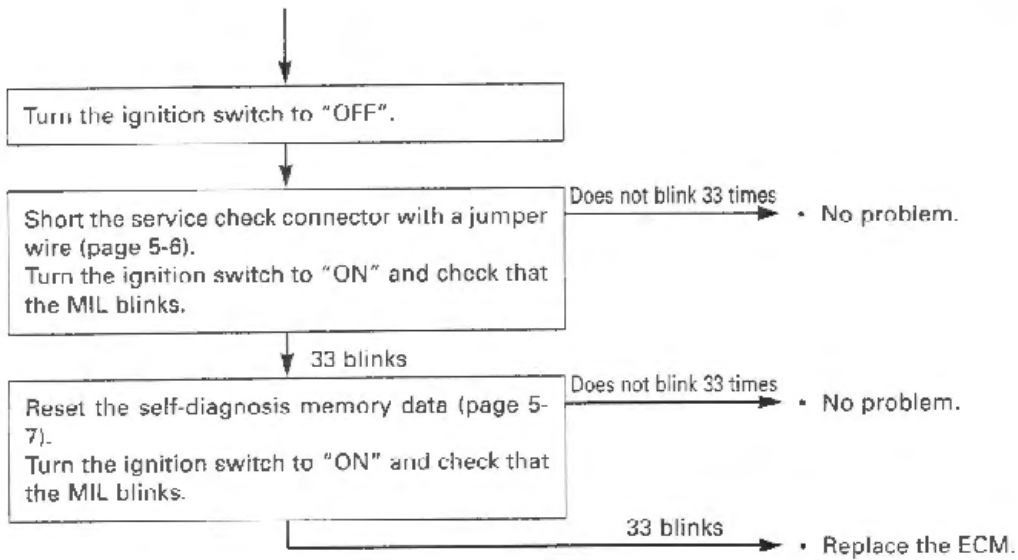 Turn the ignition switch to "OFF".
Does not blink 33 times
Short the service check connector with a jumper
wire (page 5-6).
Turn the ignition switch to "ON" and check that
the MIL blinks.
• No problem.
33 blinks
Does not blink 33 times
Reset the self-diagnosis memory data (page 5-
7).
Turn the ignition switch to "ON" and check that
the MIL blinks.
• No problem.
33 blinks
• Replace the ECM.